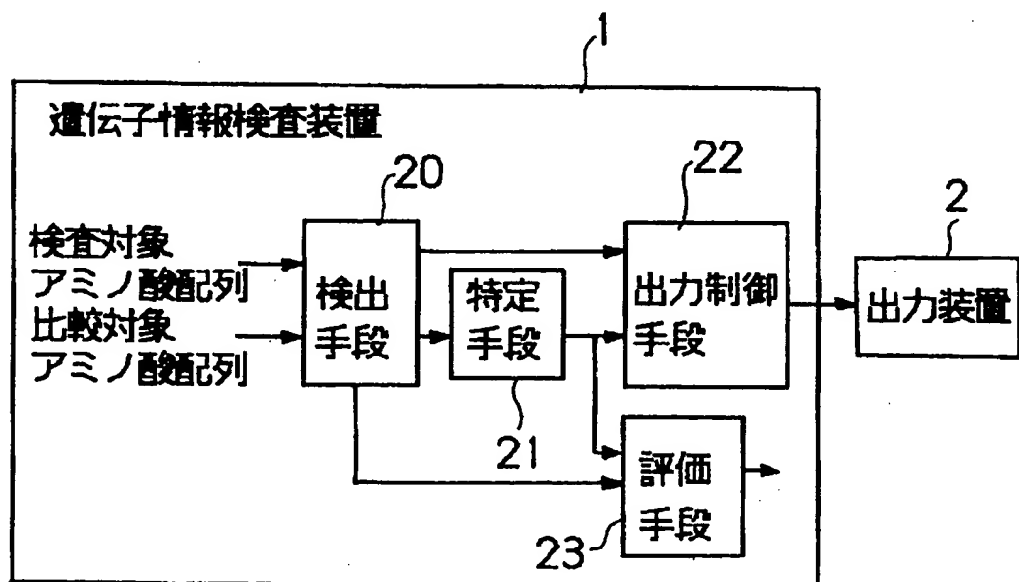 1
遺伝子情報検査装置
20
22
2
検査対象
アミノ酸配列
比較対象
アミノ酸配列
検出
手段
特定
手段
出力制御
手段
出力装置
21
評価
手段
23